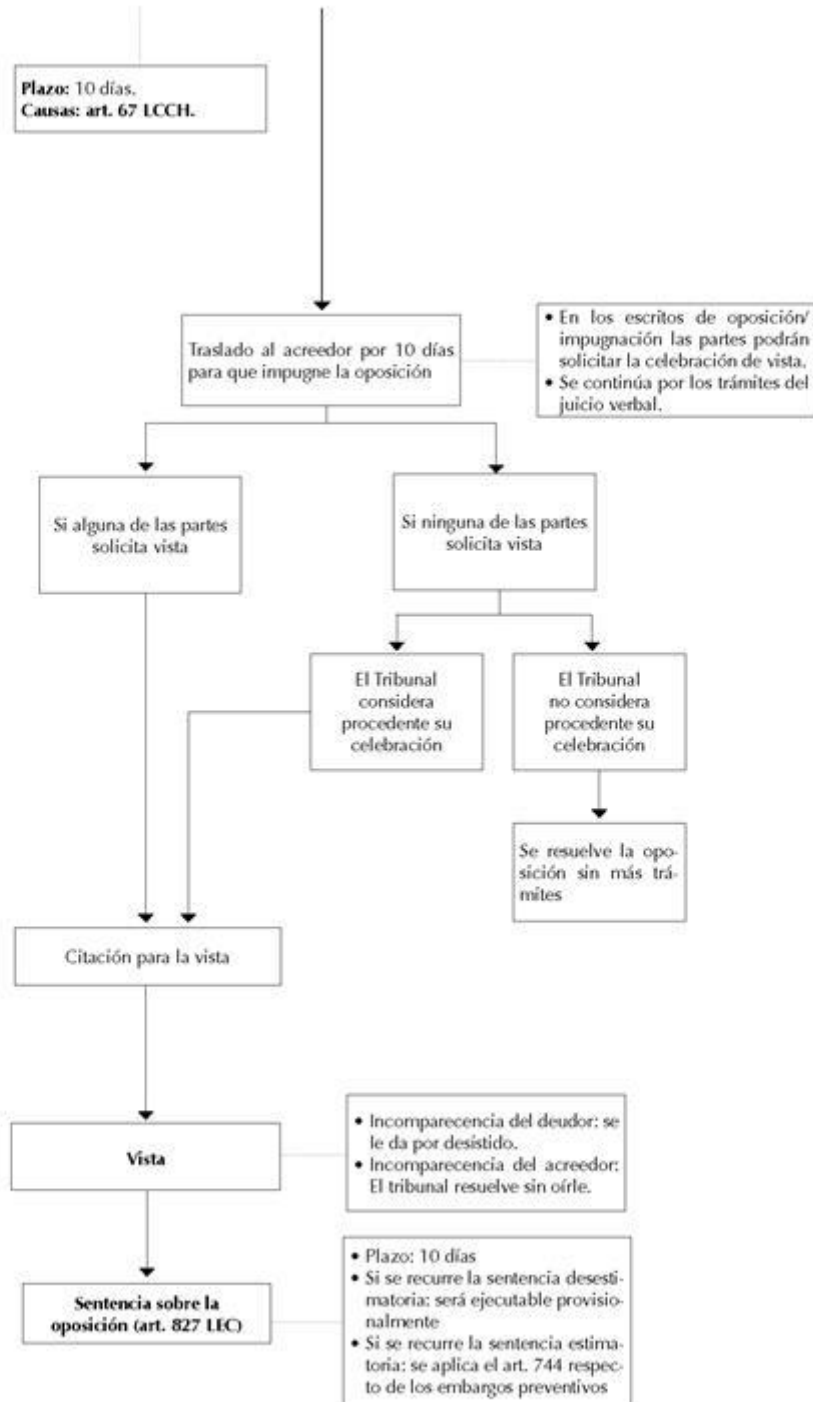 Plazo: 10 días.
Causas: art. 67 LCCH.
Traslado al acreedor por 10 días
para que impugne la oposición
• En los escritos de oposición/
impugnación las partes podrán
solicitar la celebración de vista.
• Se continúa por los trámites del
juicio verbal.
Si alguna de las partes
solicita vista
Si ninguna de las partes
solicita vista
El Tribunal
considera
procedente su
celebración
El Tribunal
no considera
procedente su
celebración
Se resuelve la opo-
sición sin más trá-
mites
Citación para la vista
Vista
• Incomparecencia del deudor: se
le da por desistido.
• Incomparecencia del acreedor:
El tribunal resuelve sin oírle.
Sentencia sobre la
oposición (art. 827 LEC)
• Plazo: 10 días
• Si se recurre la sentencia desesti-
matoria: será ejecutable provisio-
nalmente
• Si se recurre la sentencia estima-
toria: se aplica el art. 744 respec-
to de los embargos preventivos